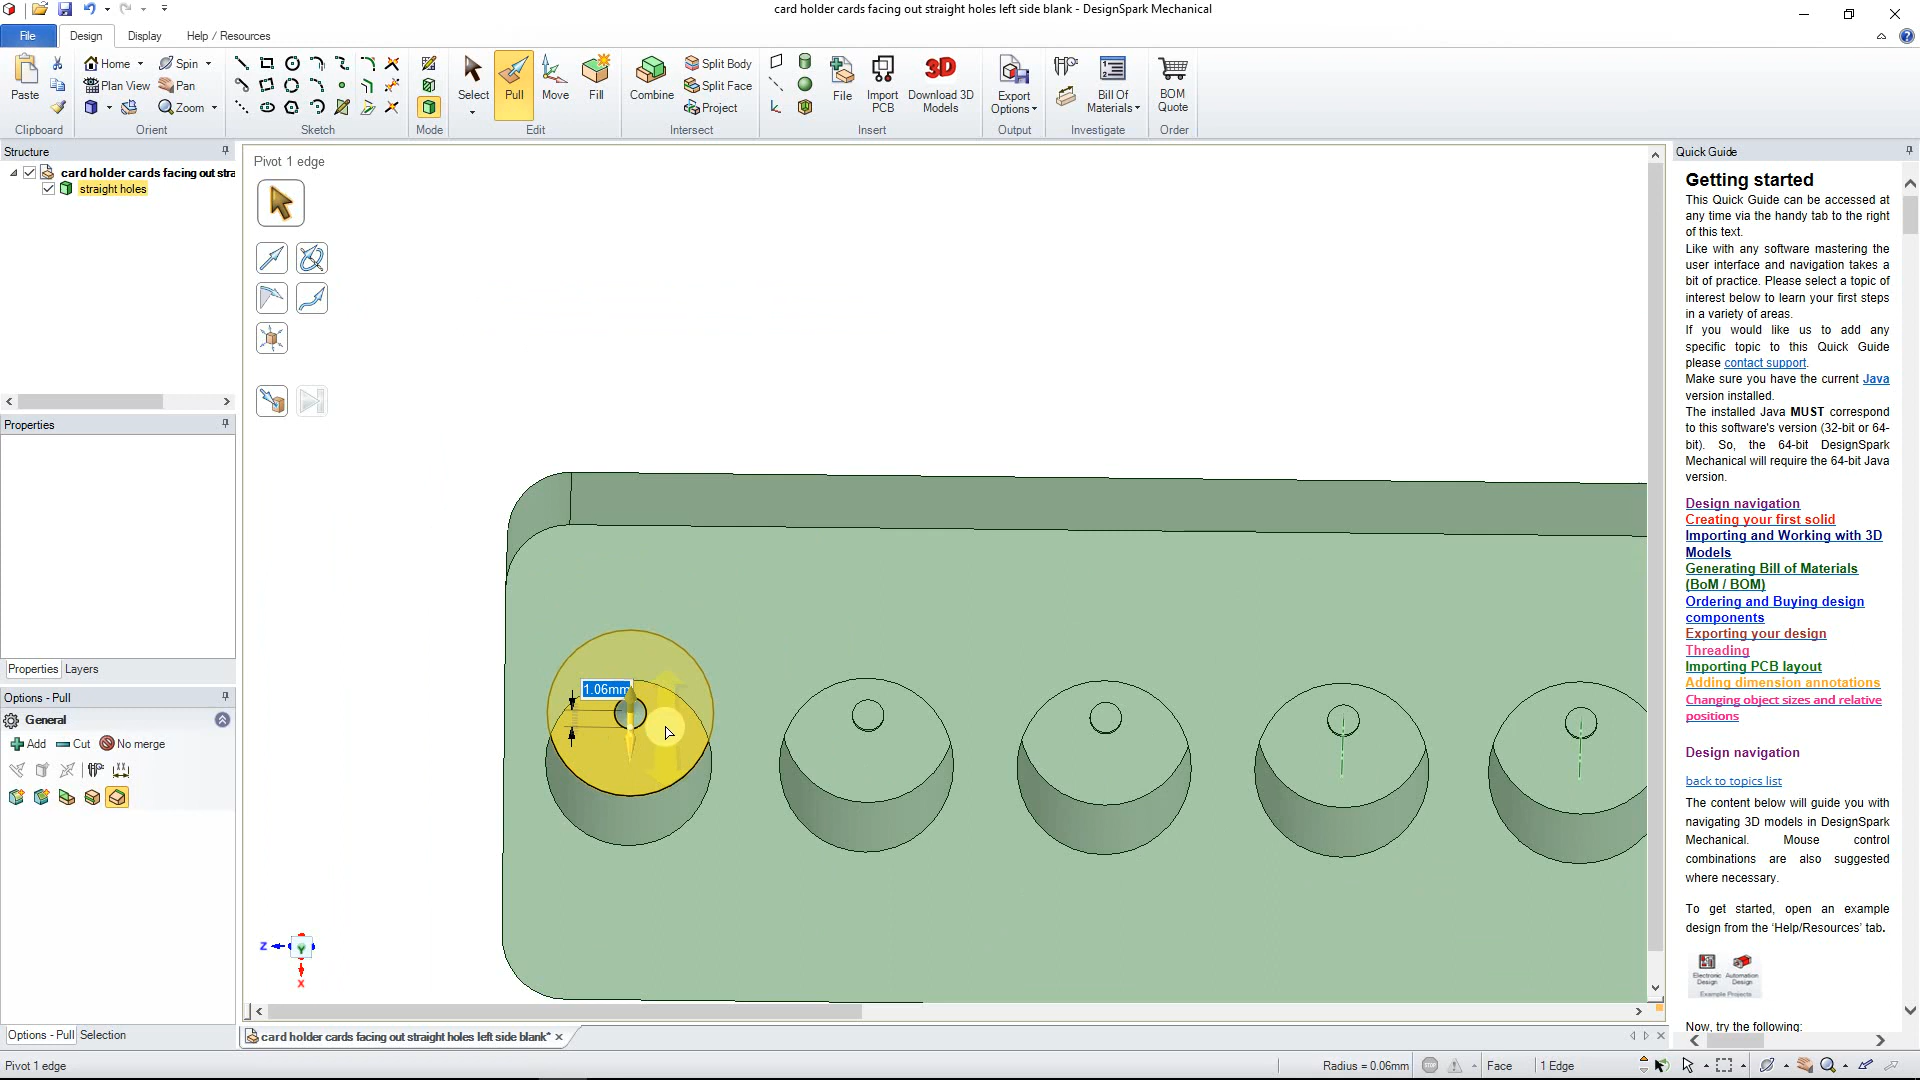 card holder cards facing out straight holes left side blank - DesignSpark Mechanical
File
Design
Display
Help / Resources
Paste
Clipboard
Home
Spin
Plan View
Pan
Zoom
Orient
Sketch
Mode
Select
Pull
Move
Fill
Edit
Combine
Split Body
Split Face
Project
Intersect
File
Import
PCB
3D
Download 3D
Models
Insert
Export
Options
Output
Bill Of
Materials
Investigate
BOM
Quote
Order
Structure
card holder cards facing out stra
straight holes
Properties
Properties
Layers
Options - Pull
General
Add
Cut
No merge
Options - Pull
Selection
Pivot 1 edge
1.06mm
Z
Y
X
card holder cards facing out straight holes left side blank*
Pivot 1 edge
Radius = 0.06mm
Face
1 Edge
Quick Guide
Getting started
This Quick Guide can be accessed at
any time via the handy tab to the right
of this text.
Like with any software mastering the
user interface and navigation takes a
bit of practice. Please select a topic of
interest below to learn your first steps
in a variety of areas.
If you would like us to add any
specific topic to this Quick Guide
please contact support.
Make sure you have the current Java
version installed.
The installed Java MUST correspond
to this software's version (32-bit or 64-
bit). So, the 64-bit DesignSpark
Mechanical will require the 64-bit Java
version.
Design navigation
Creating your first solid
Importing and Working with 3D
Models
Generating Bill of Materials
(BoM / BOM)
Ordering and Buying design
components
Exporting your design
Threading
Importing PCB layout
Adding dimension annotations
Changing object sizes and relative
positions
Design navigation
back to topics list
The content below will guide you with
navigating 3D models in DesignSpark
Mechanical. Mouse control
combinations are also suggested
where necessary.
To get started, open an example
design from the 'Help/Resources' tab.
Electronic
Design
Automation
Design
Example Projects
Now, try the following: